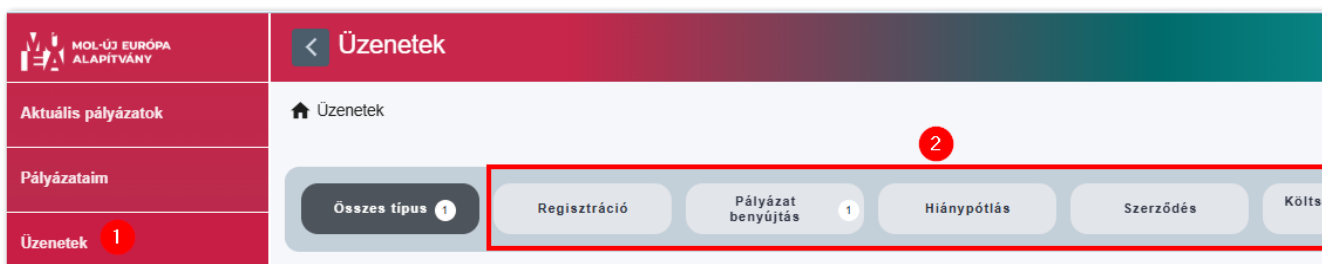 MOL-ÚJ EURÓPA
ALAPÍTVÁNY
Üzenetek
Aktuális pályázatok
Üzenetek
2
Pályázataim
Összes típus 1
Regisztráció
Pályázat
benyújtás
1
Hiánypótlás
Szerződés
Költs
Üzenetek 1